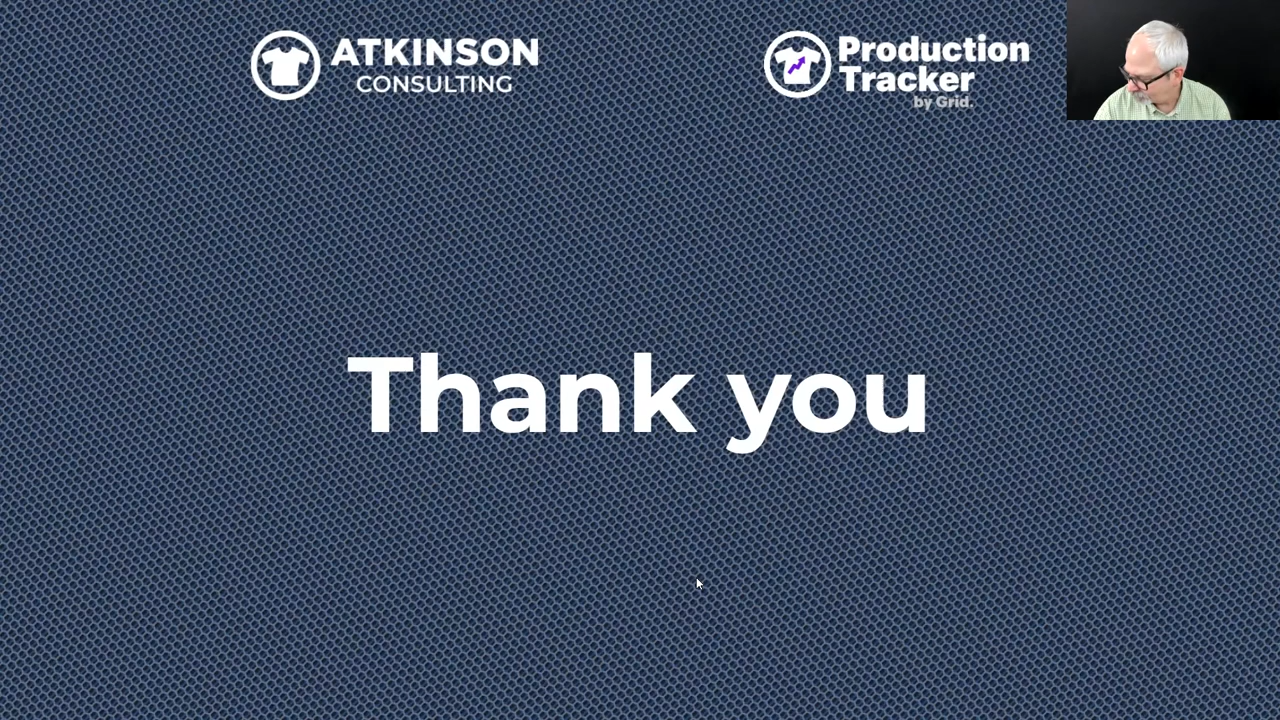 ATKINSON
CONSULTING
Production
Tracker
by Grid.
Thank you